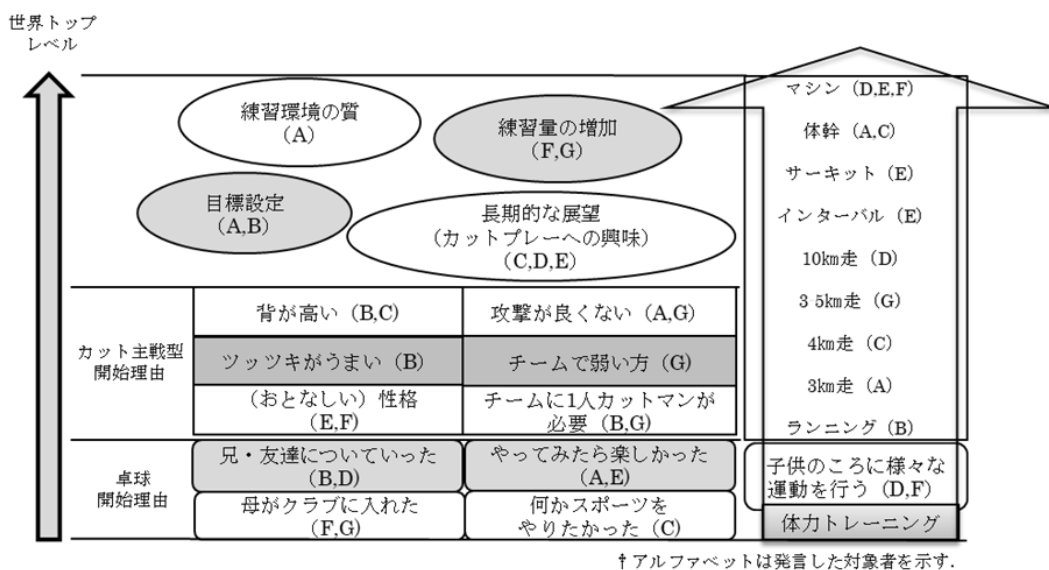 世界トップ
レベル
練習環境の質
(A)
練習量の増加
(F,G)
目標設定
(A,B)
長期的な展望
(カットプレーへの興味)
(C,D,E)
カット主戦型
開始理由
背が高い (B,C)
攻撃が良くない (A,G)
ツッツキがうまい (B)
チームで弱い方 (G)
(おとなしい) 性格
(E,F)
チームに1人カットマンが
必要 (B,G)
卓球
開始理由
兄・友達についていった
(B,D)
やってみたら楽しかった
(A,E)
母がクラブに入れた
(F,G)
何かスポーツを
やりたかった (C)
マシン (D,E,F)
体幹 (A,C)
サーキット (E)
インターバル (E)
10km走 (D)
3 5km走 (G)
4km走 (C)
3km走 (A)
ランニング (B)
子供のころに様々な
運動を行う (D,F)
体力トレーニング
†アルファベットは発言した対象者を示す.